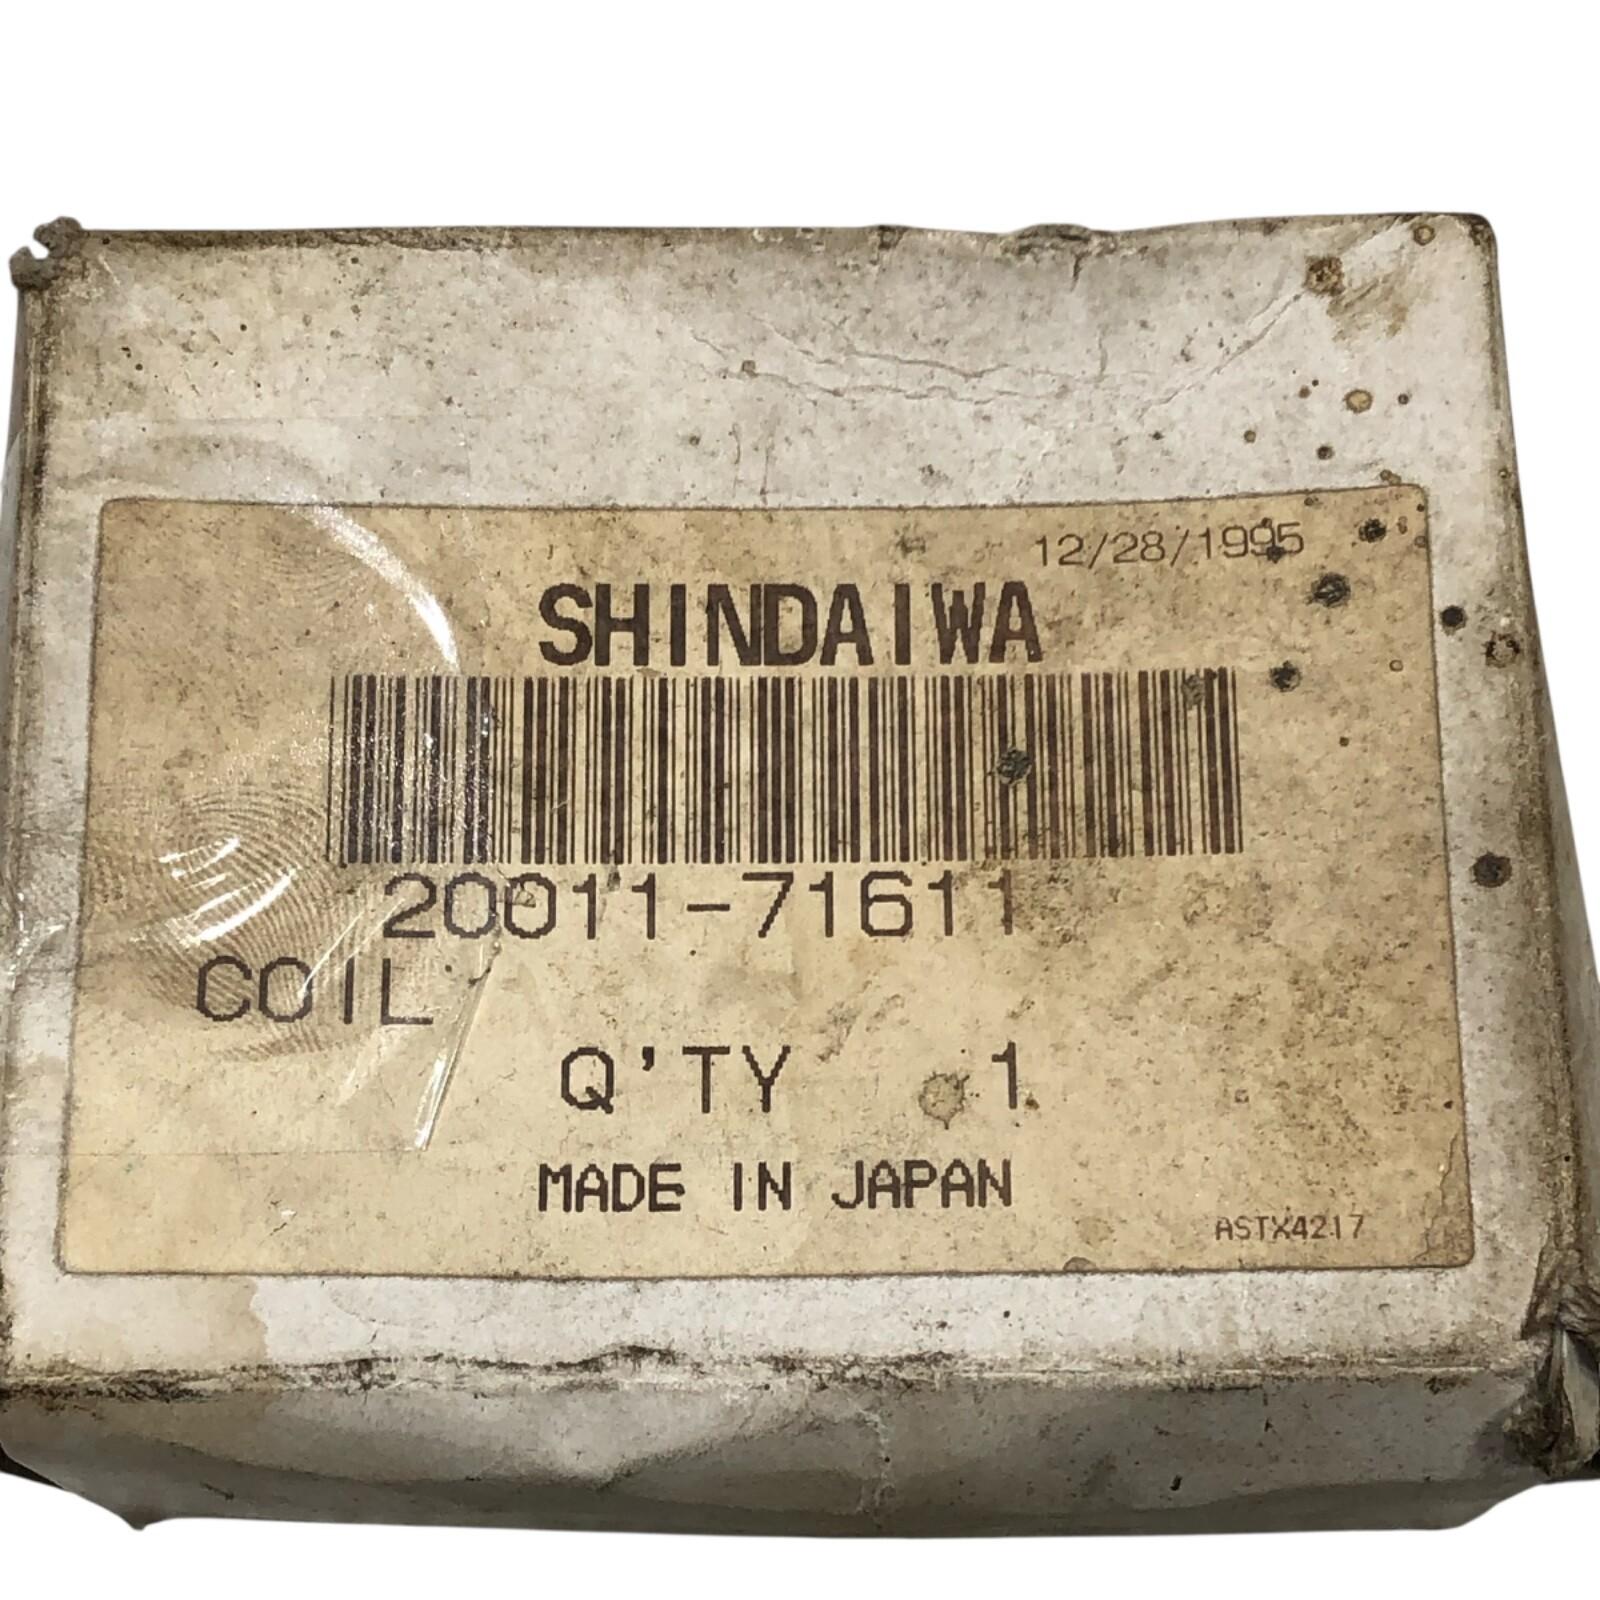 12/28/1995
SHINDAIWA
20011-71611
COIL
Q'TY 1
MADE IN JAPAN
ASTX4217